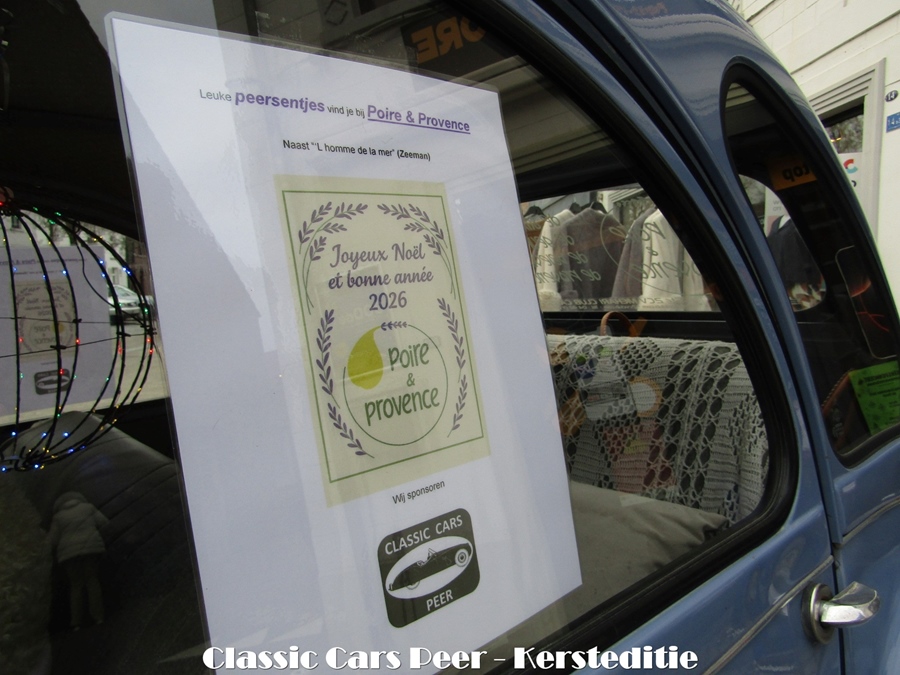 Leuke peersentjes vind je bij Poire & Provence
Naast "'L homme de la mer" (Zeeman)
Joyeux Noël
et bonne année
2026
poire
&
provence
Wij sponsoren
CLASSIC CARS
PEER
Classic Cars Peer - Kersteditie